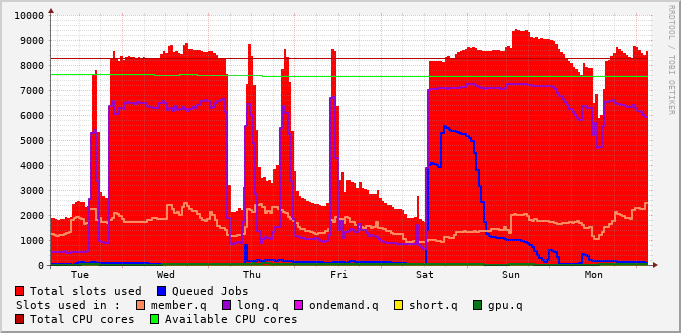 10000
9000
8000
7000
6000
5000
4000
3000
2000
1000
0
Tue Wed Thu Fri Sat Sun Mon
RRDTOOL / TOBI OETIKER
Total slots used Queued Jobs
Slots used in : member.q long.q ondemand.q short.q gpu.q
Total CPU cores Available CPU cores